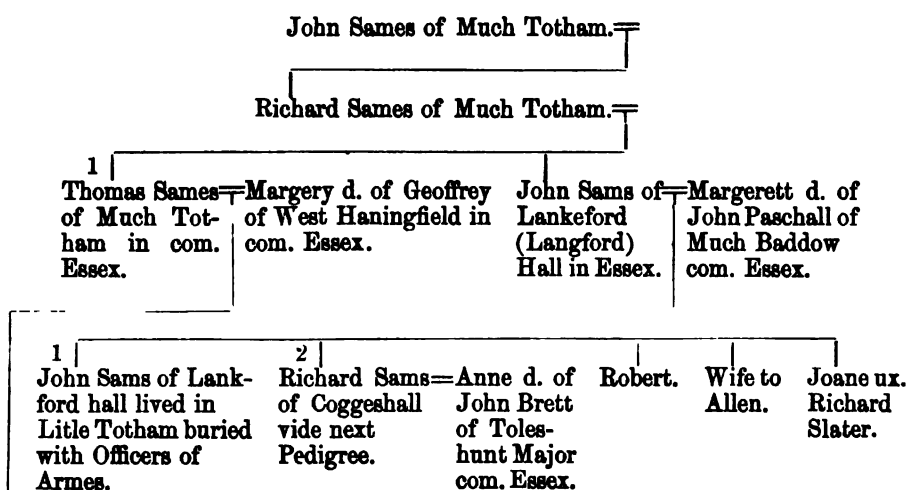 John Sames of Much Totham.
Richard Sames of Much Totham.
1
Thomas Sames
of Much Tot-
ham in com.
Essex.
Margery d. of Geoffrey
of West Haningfield in
com. Essex.
John Sams of
Lankeford
(Langford)
Hall in Essex.
Margerett d. of
John Paschall of
Much Baddow
com. Essex.
1
John Sams of Lank-
ford hall lived in
Litle Totham buried
with Officers of
Armes.
2
Richard Sams
of Coggeshall
vide next
Pedigree.
Anne d. of
John Brett
of Toles-
hunt Major
com. Essex.
Robert.
Wife to
Allen.
Joane ux.
Richard
Slater.